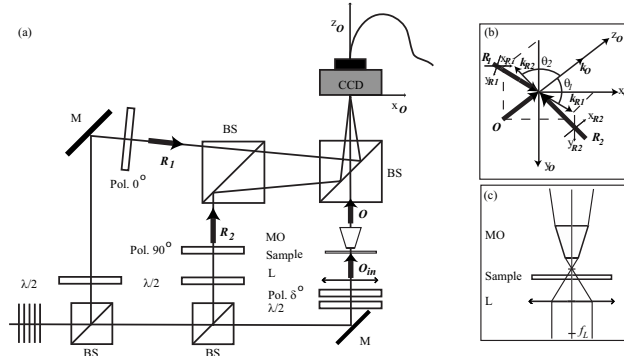 (a)
z_O
CCD
x_O
M
BS
Pol. 0°
R_1
BS
R_2
O
Pol. 90°
MO
Sample
L
O_in
λ/2
λ/2
Pol. δ°
λ/2
BS
BS
M
(b)
z_O
R_1
x_R1
k_R2
θ_2
k_O
y_R1
θ_1
x
k_R1
O
x_R2
y_R2
R_2
y_O
(c)
MO
Sample
L
f_L